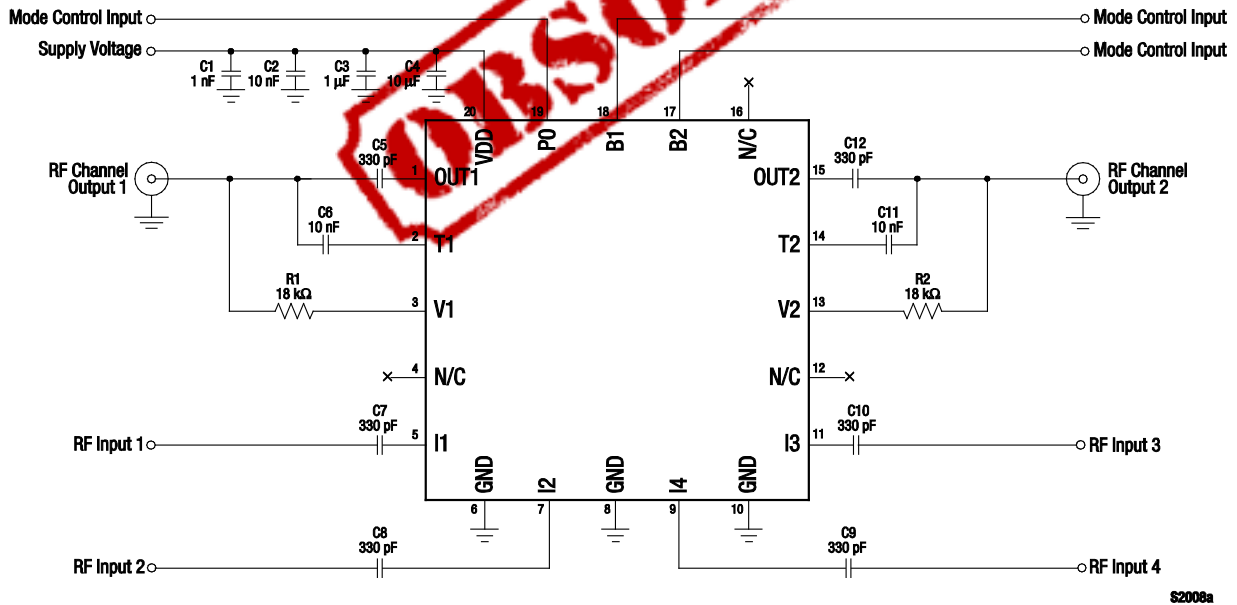 Mode Control Input
Mode Control Input
Supply Voltage
Mode Control Input
C1
1 nF
C2
10 nF
C3
1 µF
C4
10 µF
20
19
18
17
16
VDD
P0
B1
B2
N/C
RF Channel
Output 1
C5
330 pF
1
OUT1
OUT2
15
C12
330 pF
RF Channel
Output 2
C6
10 nF
2
T1
T2
14
C11
10 nF
R1
18 kΩ
3
V1
V2
13
R2
18 kΩ
4
N/C
N/C
12
RF Input 1
C7
330 pF
5
I1
I3
11
C10
330 pF
RF Input 3
GND
I2
GND
I4
GND
6
7
8
9
10
RF Input 2
C8
330 pF
C9
330 pF
RF Input 4
S2008a